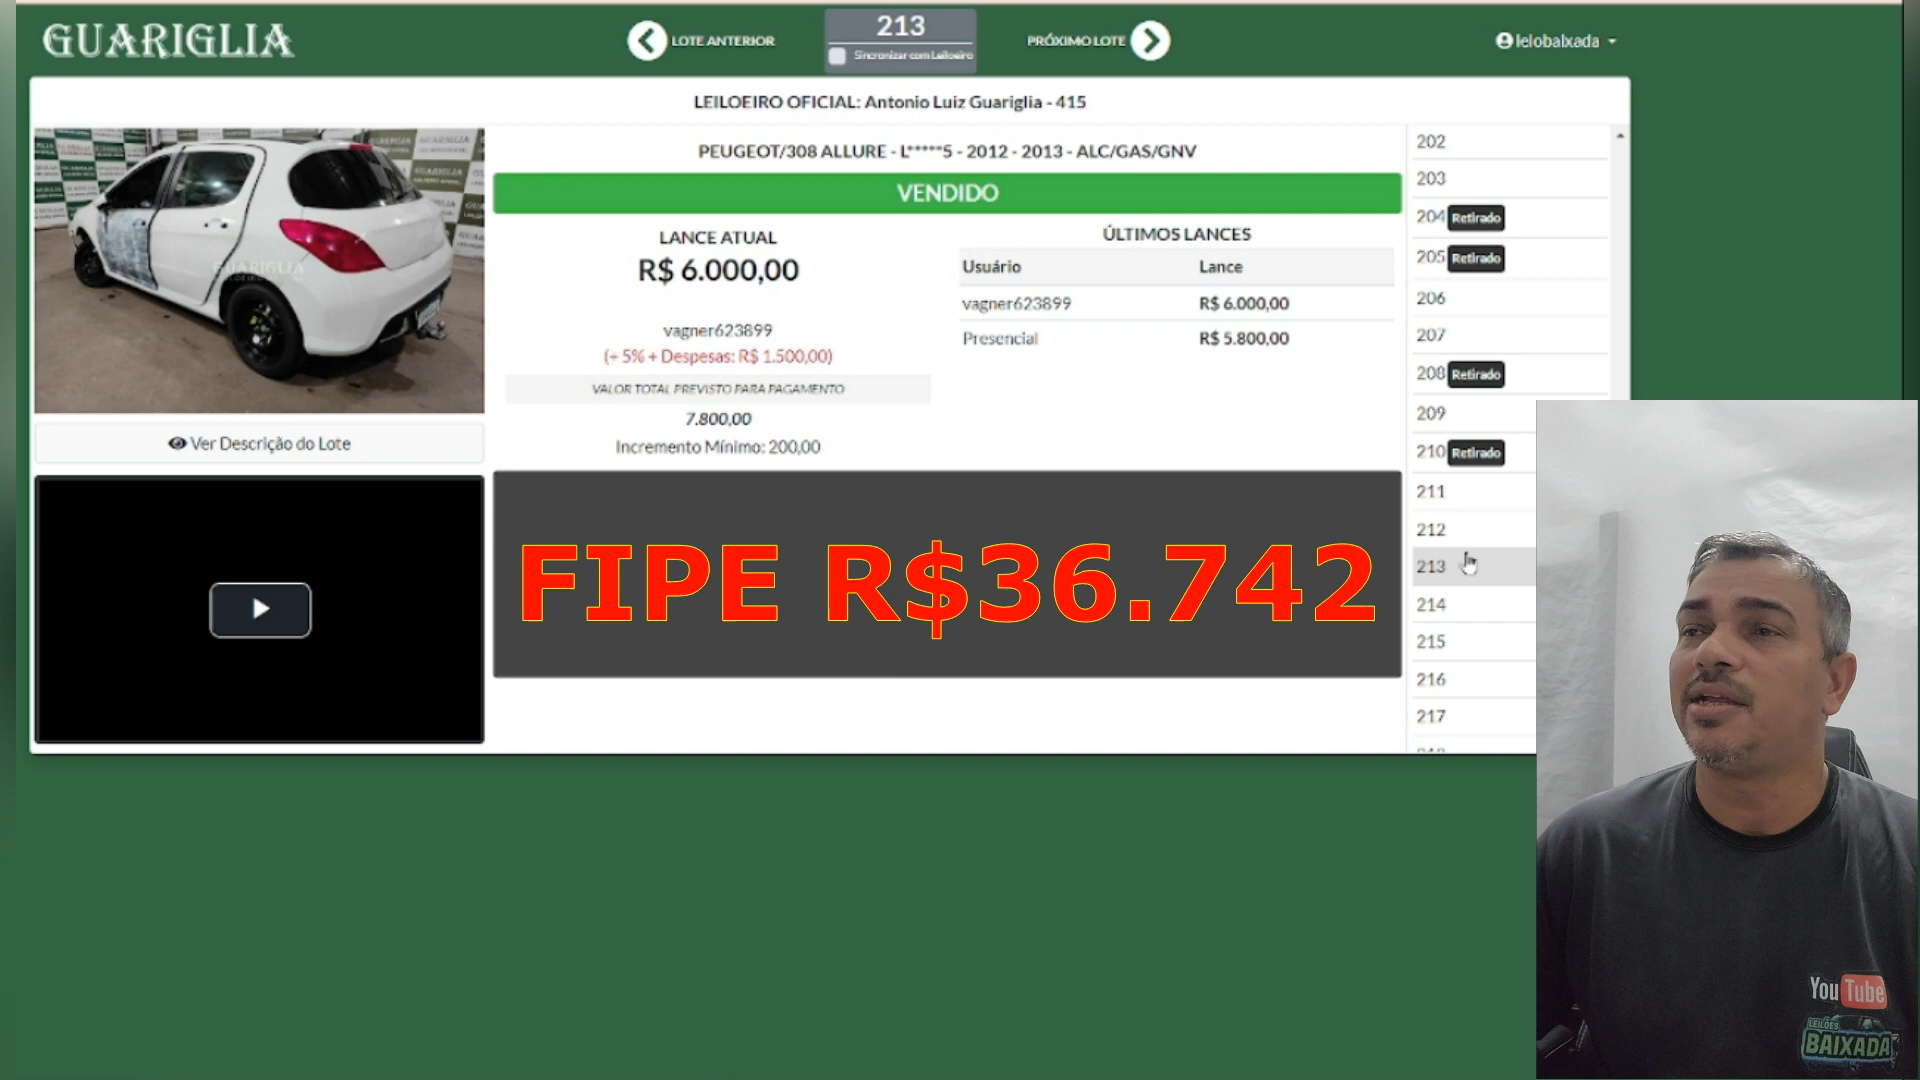 GUARIGLIA
LOTE ANTERIOR
213
Sincronizar com Leiloeiro
PRÓXIMO LOTE
lelobaixada
LEILOEIRO OFICIAL: Antonio Luiz Guariglia - 415
PEUGEOT/308 ALLURE - L*****5 - 2012 - 2013 - ALC/GAS/GNV
VENDIDO
LANCE ATUAL
R$ 6.000,00
vagner623899
(+ 5% + Despesas: R$ 1.500,00)
VALOR TOTAL PREVISTO PARA PAGAMENTO
7.800,00
Incremento Mínimo: 200,00
ÚLTIMOS LANCES
Usuário Lance
vagner623899 R$ 6.000,00
Presencial R$ 5.800,00
GUARIGLIA
Ver Descrição do Lote
FIPE R$36.742
202
203
204 Retirado
205 Retirado
206
207
208 Retirado
209
210 Retirado
211
212
213
214
215
216
217
YouTube
LEILÕES
BAIXADA